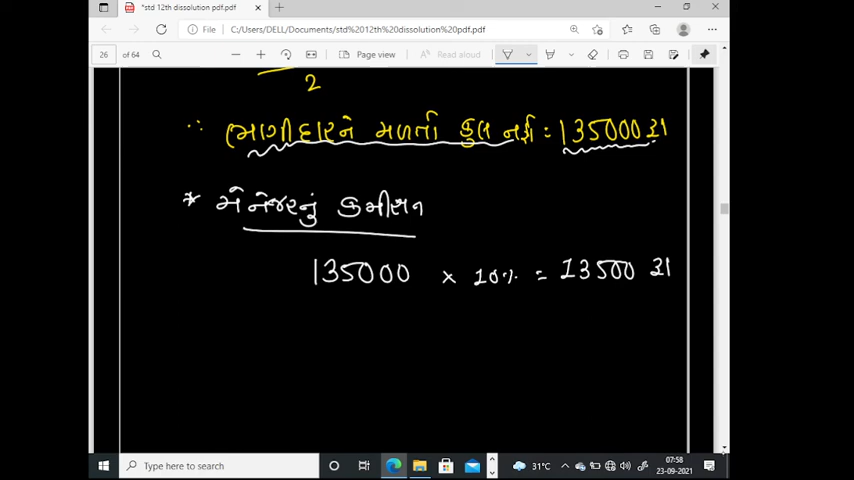 *std 12th dissolution pdf.pdf
File C:/Users/DELL/Documents/std%2012th%20dissolution%20pdf.pdf
26 of 64 Page view Read aloud
2
∴ ભાગીદારને મળતો કુલ નફો = 135000 રૂા
* મેનેજરનું કમીસન
135000 × 10% = 13500 રૂા
Type here to search
31°C
07:58
23-09-2021